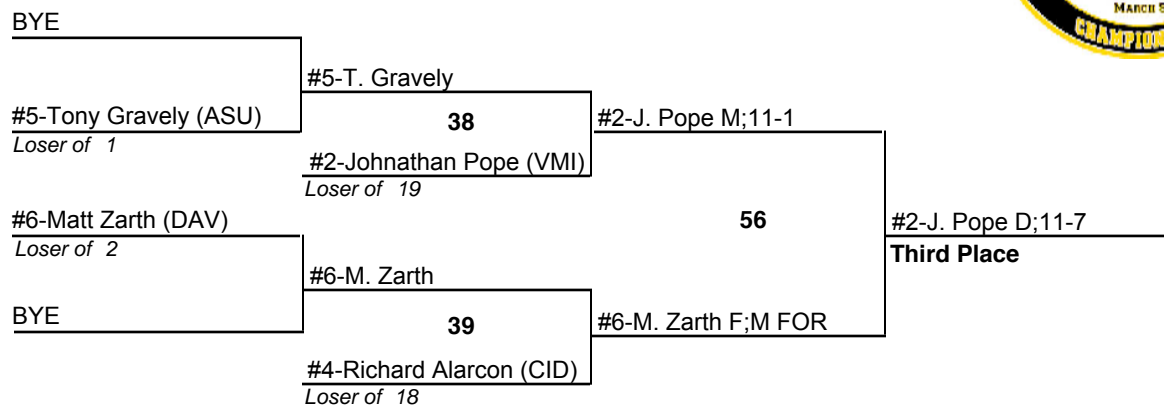 MARCH 8
BYE
#5-T. Gravely
#5-Tony Gravely (ASU)
38
#2-J. Pope M;11-1
Loser of 1
#2-Johnathan Pope (VMI)
Loser of 19
#6-Matt Zarth (DAV)
56
#2-J. Pope D;11-7
Loser of 2
Third Place
#6-M. Zarth
BYE
39
#6-M. Zarth F;M FOR
#4-Richard Alarcon (CID)
Loser of 18